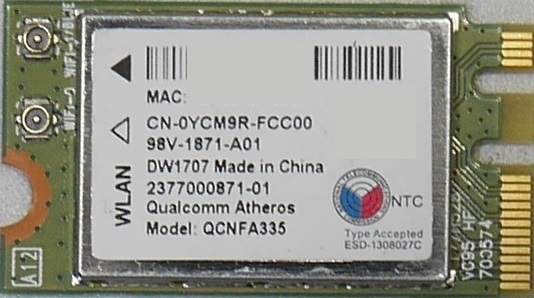 MAC:
CN-0YCM9R-FCC00
98V-1871-A01
DW1707 Made in China
2377000871-01
Qualcomm Atheros
Model: QCNFA335
WLAN
NTC
Type Accepted
ESD-1308027C
A12